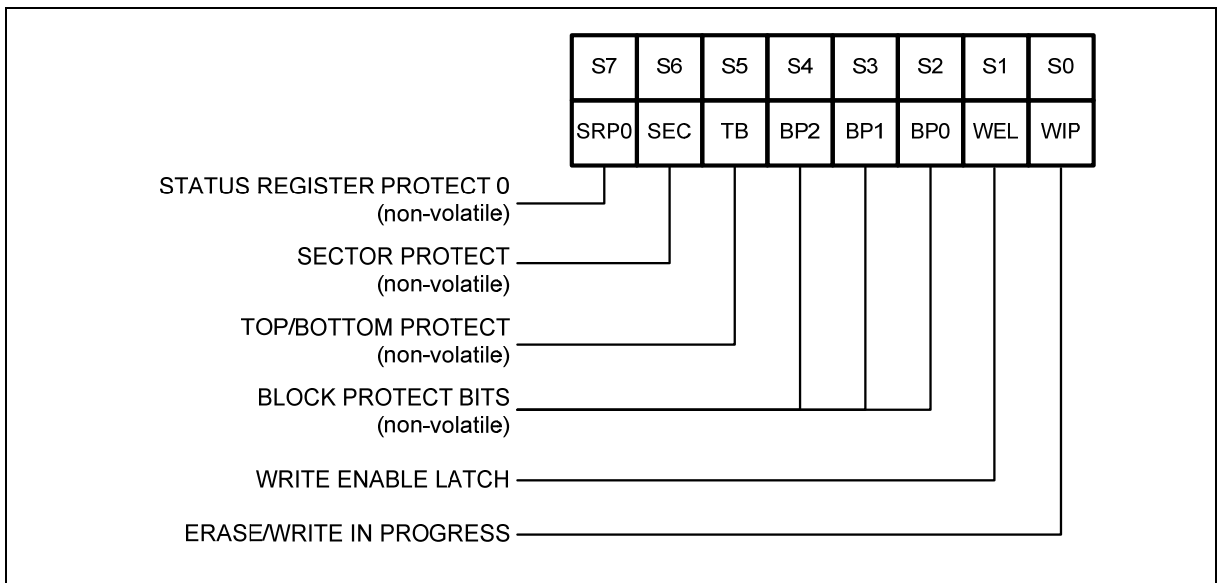 S7 S6 S5 S4 S3 S2 S1 S0
SRP0 SEC TB BP2 BP1 BP0 WEL WIP
STATUS REGISTER PROTECT 0
(non-volatile)
SECTOR PROTECT
(non-volatile)
TOP/BOTTOM PROTECT
(non-volatile)
BLOCK PROTECT BITS
(non-volatile)
WRITE ENABLE LATCH
ERASE/WRITE IN PROGRESS